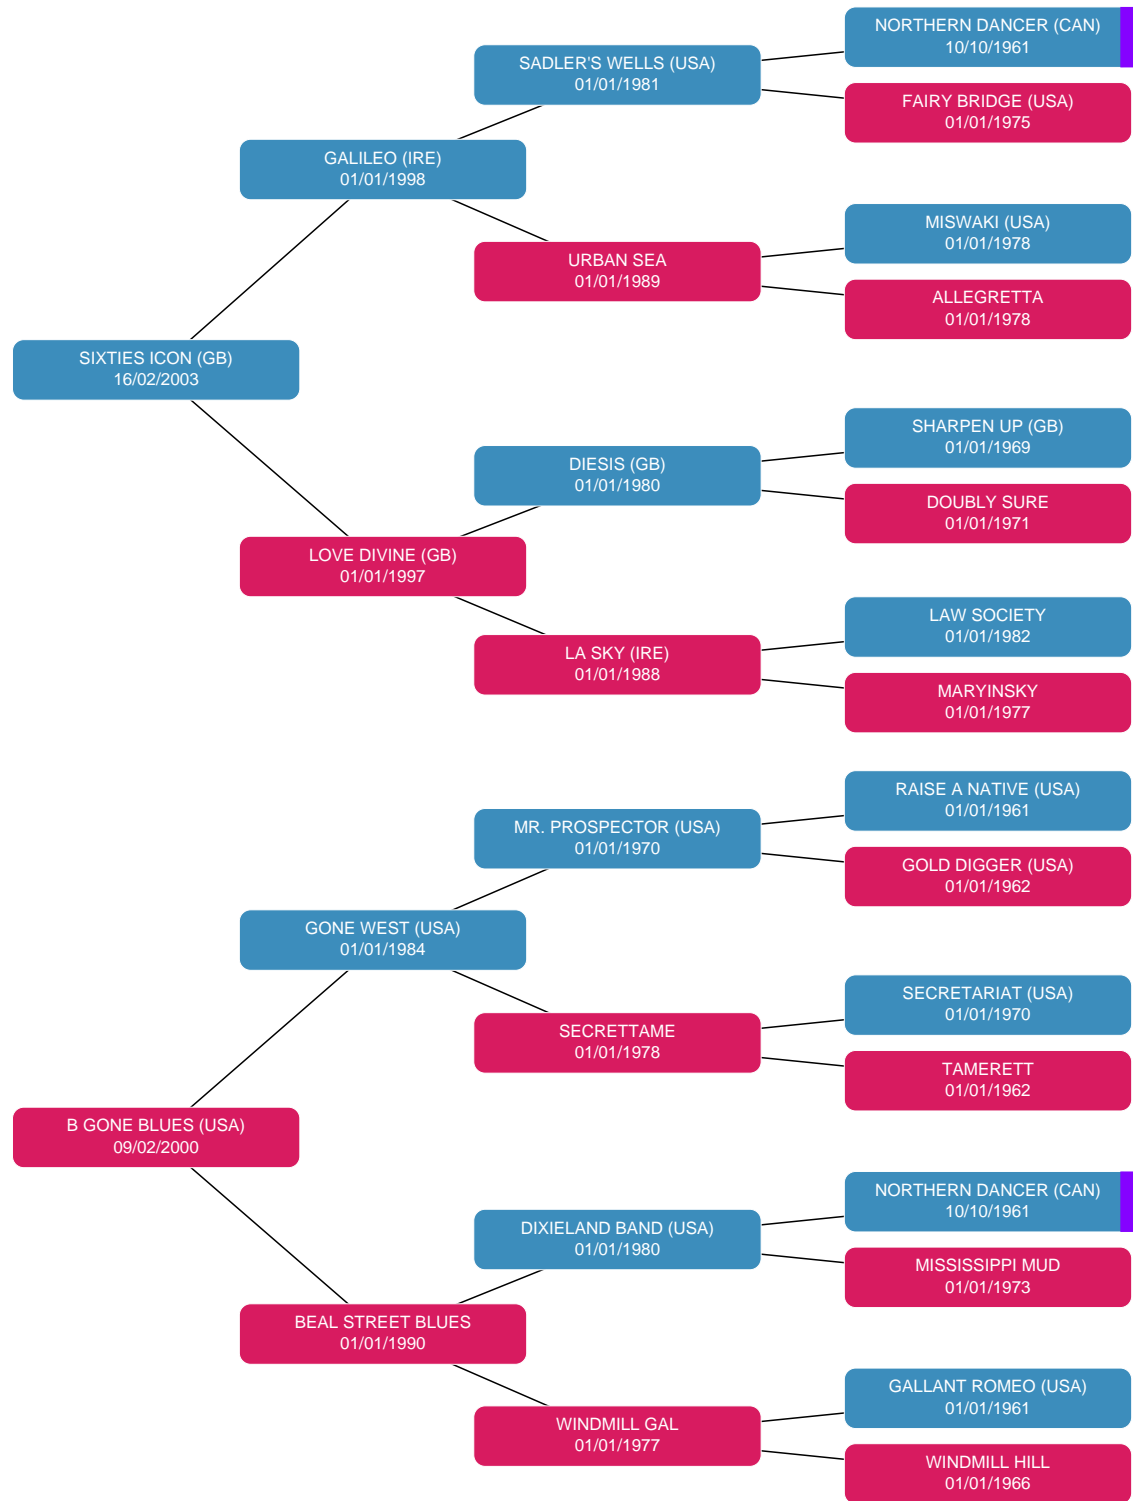 NORTHERN DANCER (CAN)
10/10/1961
SADLER'S WELLS (USA)
01/01/1981
FAIRY BRIDGE (USA)
01/01/1975
GALILEO (IRE)
01/01/1998
MISWAKI (USA)
01/01/1978
URBAN SEA
01/01/1989
ALLEGRETTA
01/01/1978
SIXTIES ICON (GB)
16/02/2003
SHARPEN UP (GB)
01/01/1969
DIESIS (GB)
01/01/1980
DOUBLY SURE
01/01/1971
LOVE DIVINE (GB)
01/01/1997
LAW SOCIETY
01/01/1982
LA SKY (IRE)
01/01/1988
MARYINSKY
01/01/1977
RAISE A NATIVE (USA)
01/01/1961
MR. PROSPECTOR (USA)
01/01/1970
GOLD DIGGER (USA)
01/01/1962
GONE WEST (USA)
01/01/1984
SECRETARIAT (USA)
01/01/1970
SECRETTAME
01/01/1978
TAMERETT
01/01/1962
B GONE BLUES (USA)
09/02/2000
NORTHERN DANCER (CAN)
10/10/1961
DIXIELAND BAND (USA)
01/01/1980
MISSISSIPPI MUD
01/01/1973
BEAL STREET BLUES
01/01/1990
GALLANT ROMEO (USA)
01/01/1961
WINDMILL GAL
01/01/1977
WINDMILL HILL
01/01/1966